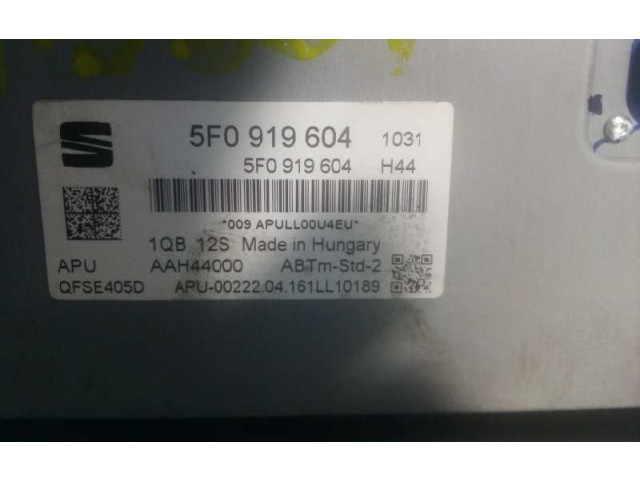 5F0 919 604 1031
5F0 919 604 H44
*009 APULL00U4EU*
1QB 12S Made in Hungary
APU AAH44000 ABTm-Std-2
QFSE405D APU-00222.04.161LL10189